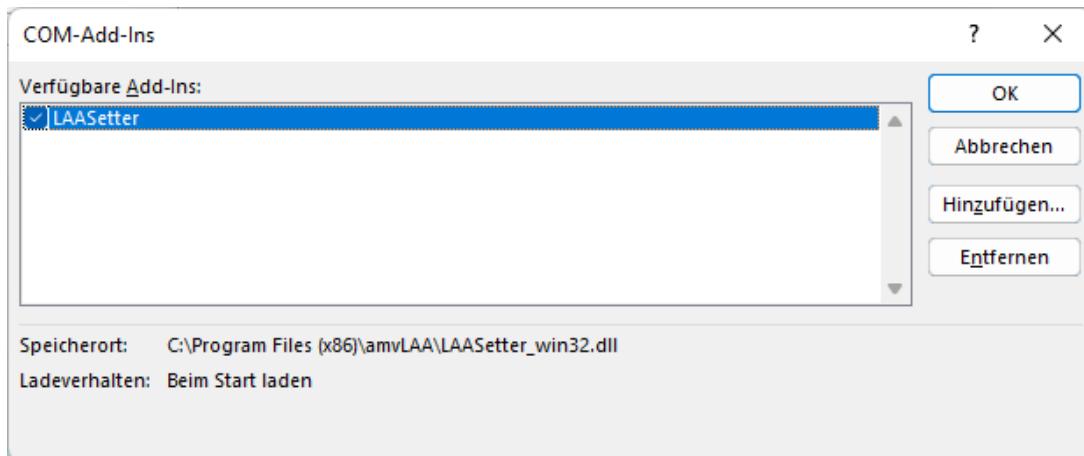 COM-Add-Ins
?
Verfügbare Add-Ins:
LAASetter
OK
Abbrechen
Hinzufügen...
Entfernen
Speicherort: C:\Program Files (x86)\amvLAA\LAASetter_win32.dll
Ladeverhalten: Beim Start laden